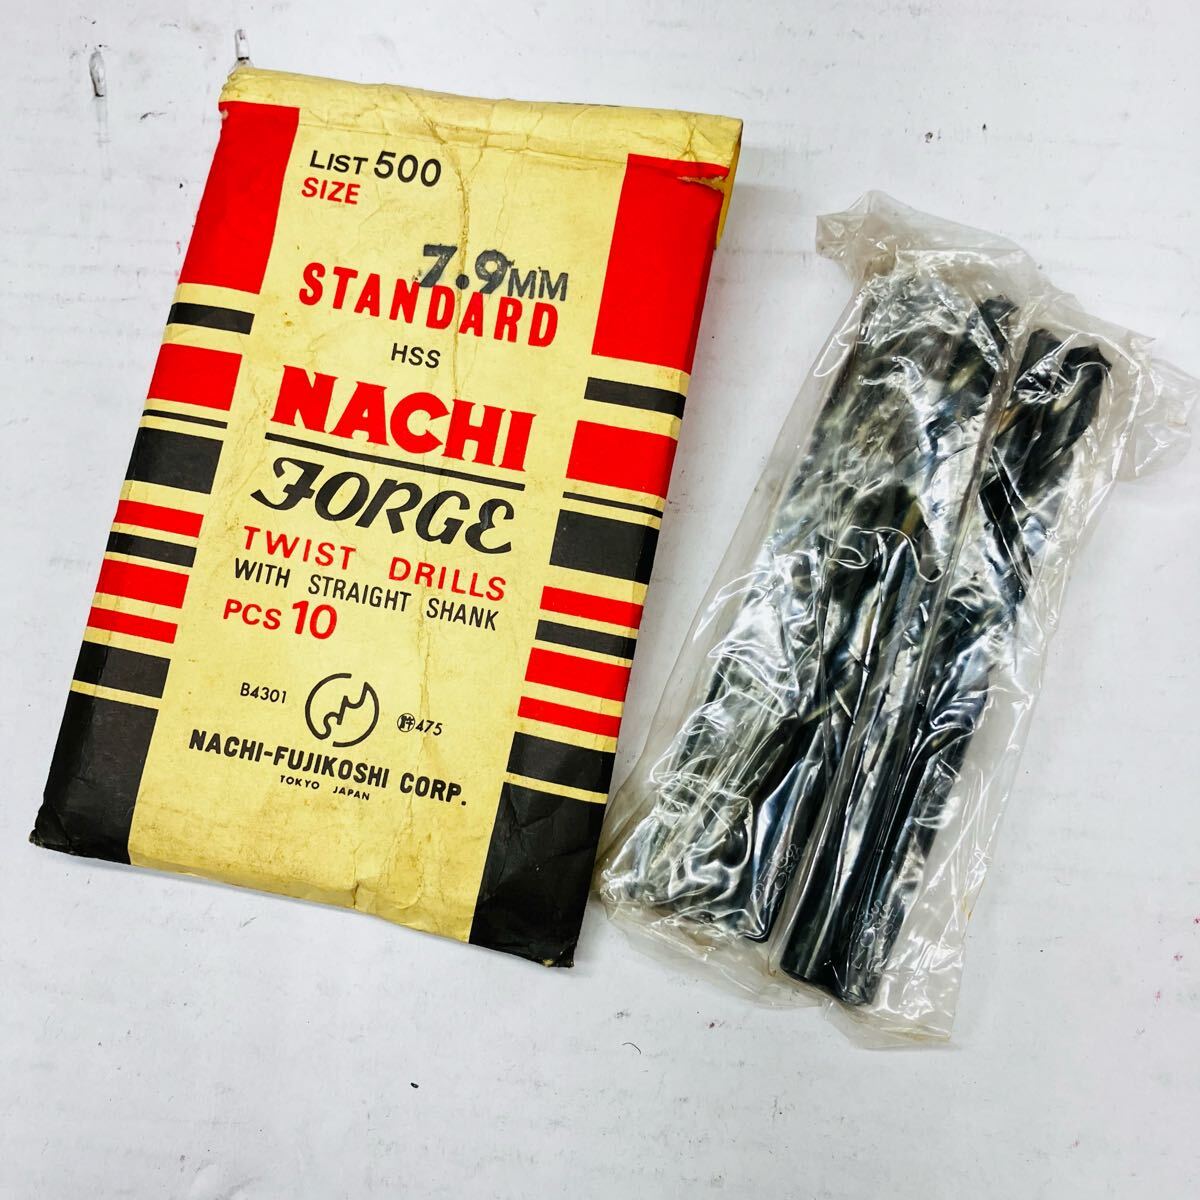 LIST 500
SIZE
7.9MM
STANDARD
HSS
NACHI
FORGE
TWIST DRILLS
WITH STRAIGHT SHANK
PCS 10
B4301
許 475
NACHI-FUJIKOSHI CORP.
TOKYO JAPAN